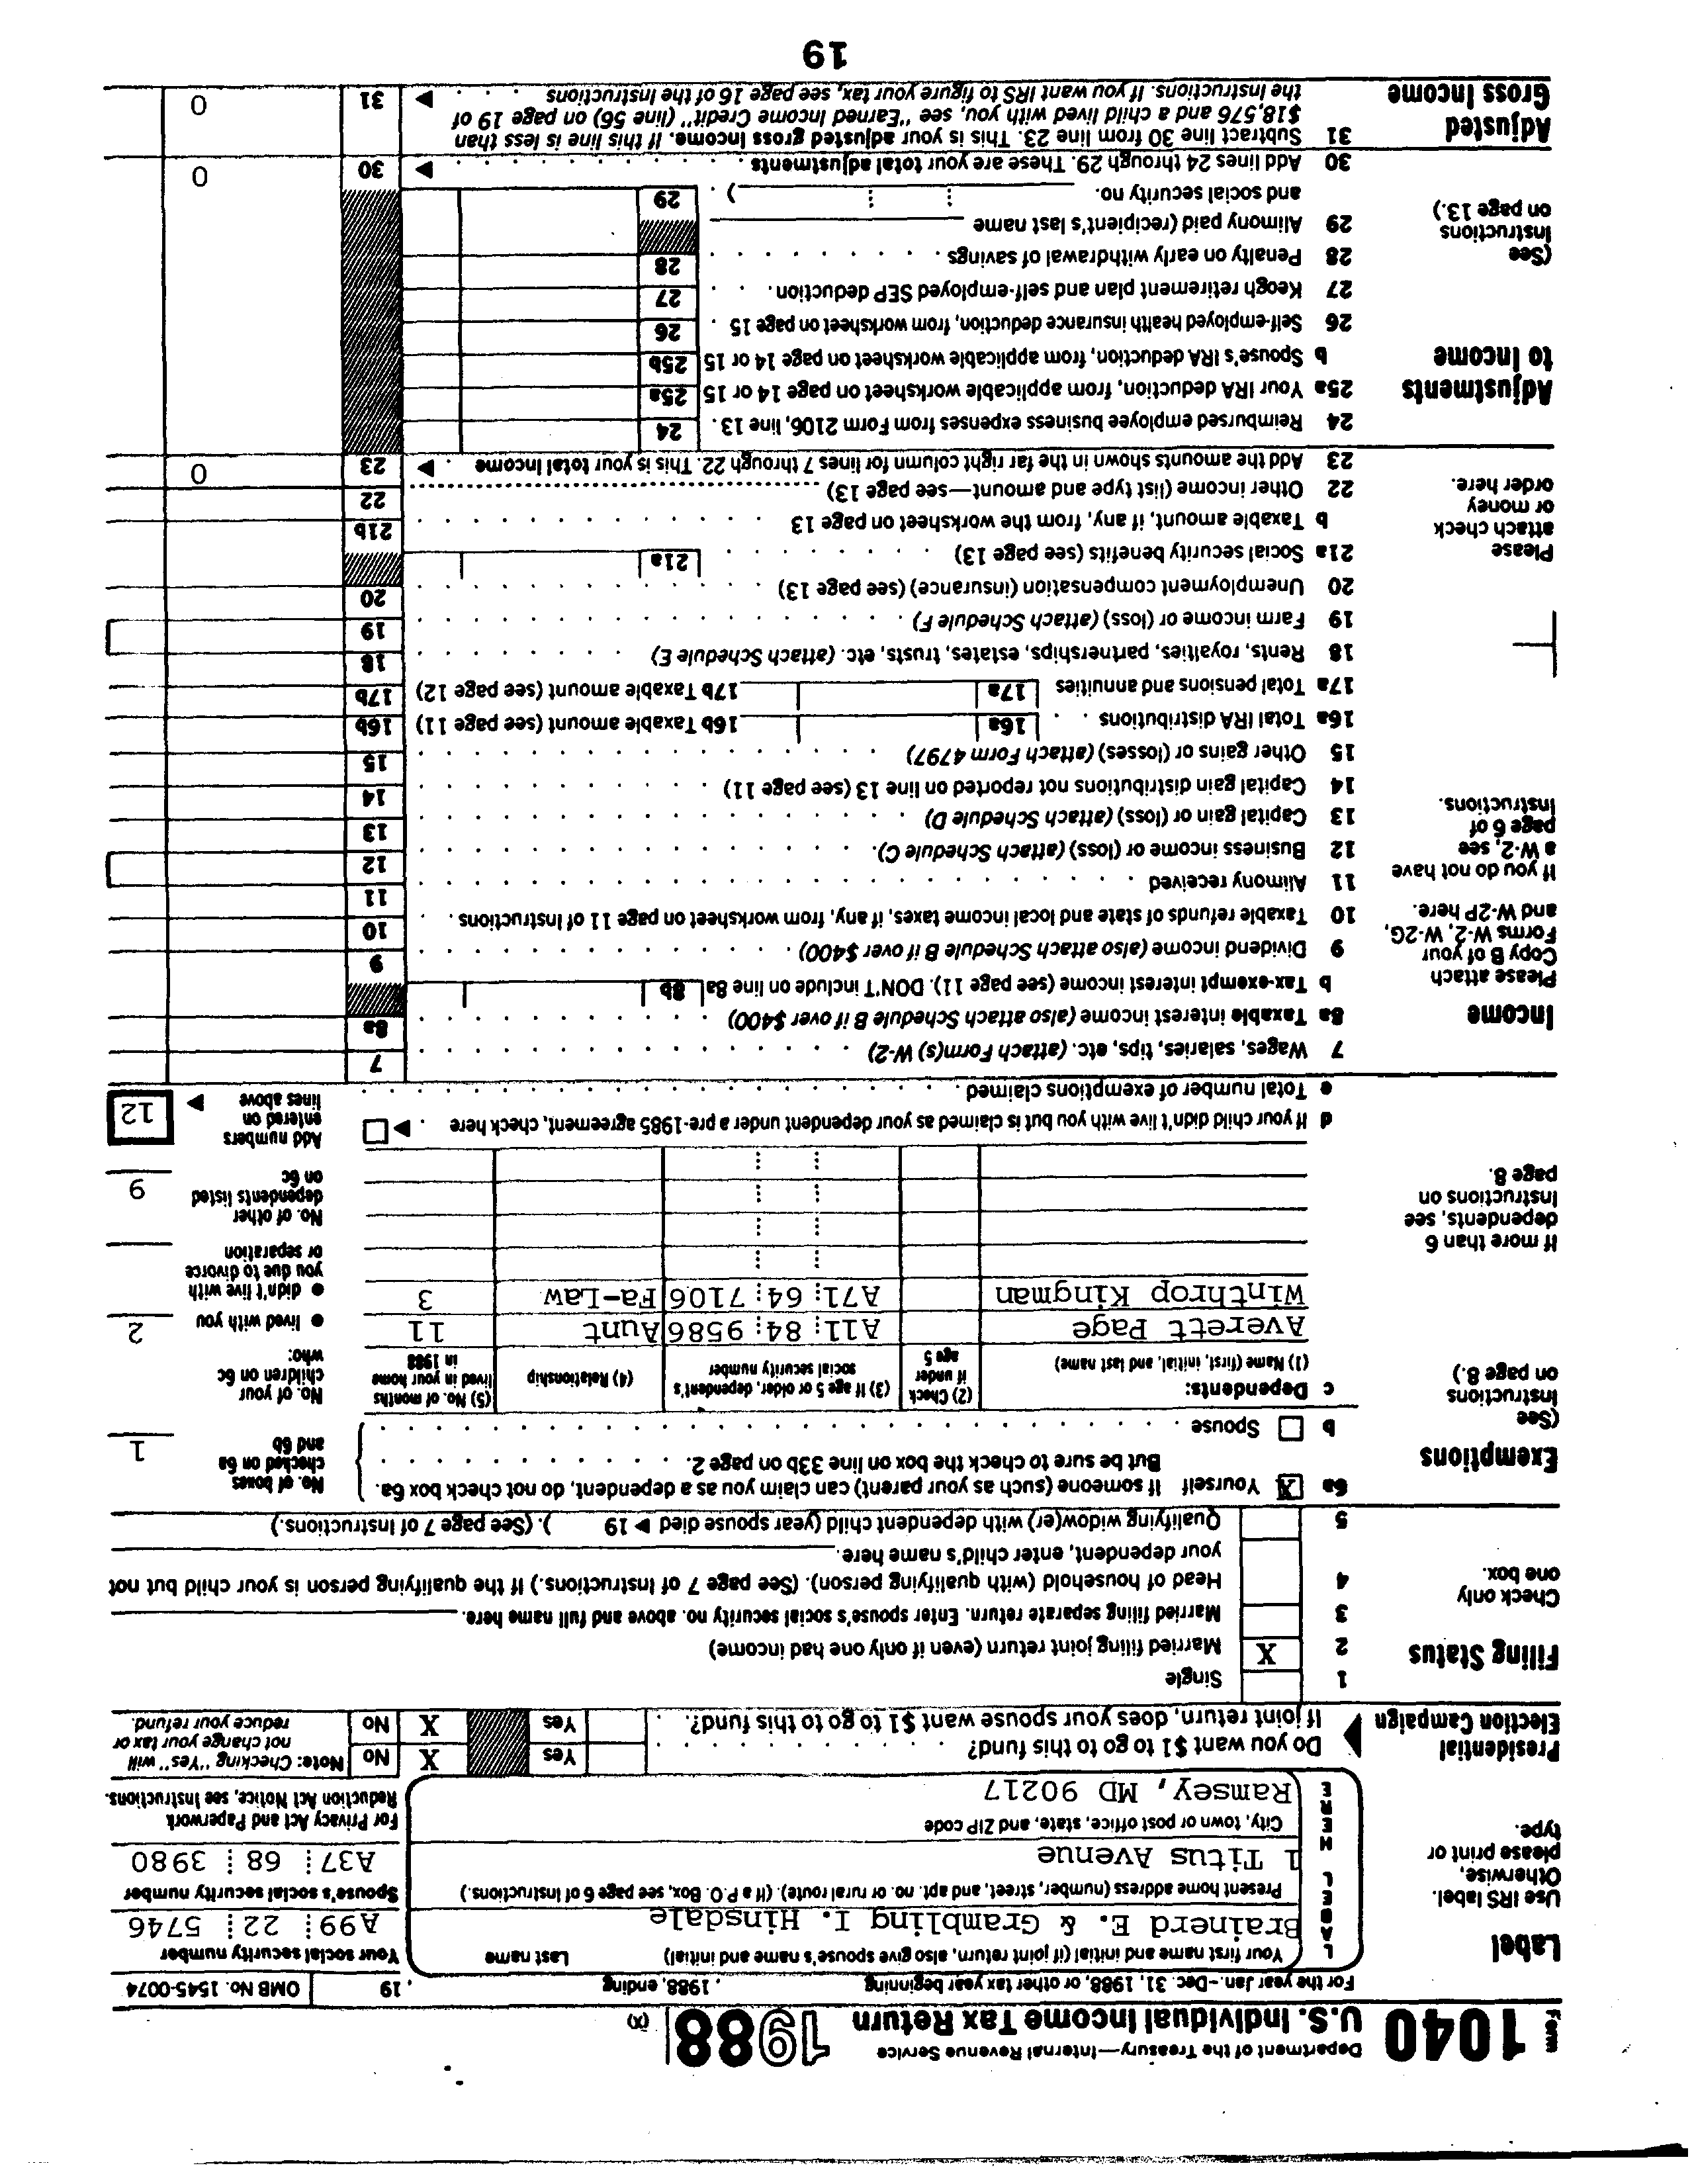 Form 1040
Department of the Treasury—Internal Revenue Service
U.S. Individual Income Tax Return 1988 (X)
For the year Jan.–Dec. 31, 1988, or other tax year beginning , 1988, ending , 19 OMB No. 1545-0074
Label
Use IRS label.
Otherwise,
please print or
type.
LABEL HERE
Your first name and initial (if joint return, also give spouse's name and initial) Last name
Brainerd E. & Grambling I. Hinsdale
Your social security number
A99 22 5746
Present home address (number, street, and apt. no. or rural route). (If a P.O. Box, see page 6 of Instructions.)
1 Titus Avenue
Spouse's social security number
A37 68 3980
City, town or post office, state, and ZIP code
Ramsey, MD 90217
For Privacy Act and Paperwork
Reduction Act Notice, see Instructions.
Presidential
Election Campaign
Do you want $1 to go to this fund? Yes X No
If joint return, does your spouse want $1 to go to this fund? Yes X No
Note: Checking "Yes" will
not change your tax or
reduce your refund.
Filing Status
Check only
one box.
1 Single
2 X Married filing joint return (even if only one had income)
3 Married filing separate return. Enter spouse's social security no. above and full name here.
4 Head of household (with qualifying person). (See page 7 of Instructions.) If the qualifying person is your child but not
your dependent, enter child's name here.
5 Qualifying widow(er) with dependent child (year spouse died ▶ 19 ). (See page 7 of Instructions.)
Exemptions
(See
Instructions
on page 8.)
6a X Yourself If someone (such as your parent) can claim you as a dependent, do not check box 6a.
But be sure to check the box on line 33b on page 2.
b Spouse
No. of boxes
checked on 6a
and 6b
1
c Dependents:
(1) Name (first, initial, and last name)
(2) Check
if under
age 5
(3) If age 5 or older, dependent's
social security number
(4) Relationship
(5) No. of months
lived in your home
in 1988
Averett Page A11 84 9586 Aunt 11
Winthrop Kingman A71 64 7106 Fa-Law 3
No. of your
children on 6c
who:
● lived with you 2
● didn't live with
you due to divorce
or separation
No. of other
dependents listed
on 6c
9
If more than 6
dependents, see
Instructions on
page 8.
d If your child didn't live with you but is claimed as your dependent under a pre-1985 agreement, check here ▶
e Total number of exemptions claimed
Add numbers
entered on
lines above ▶ 12
Income
Please attach
Copy B of your
Forms W-2, W-2G,
and W-2P here.
If you do not have
a W-2, see
page 6 of
Instructions.
Please
attach check
or money
order here.
7 Wages, salaries, tips, etc. (attach Form(s) W-2) 7
8a Taxable interest income (also attach Schedule B if over $400) 8a
b Tax-exempt interest income (see page 11). DON'T include on line 8a 8b
9 Dividend income (also attach Schedule B if over $400) 9
10 Taxable refunds of state and local income taxes, if any, from worksheet on page 11 of Instructions 10
11 Alimony received 11
12 Business income or (loss) (attach Schedule C) 12
13 Capital gain or (loss) (attach Schedule D) 13
14 Capital gain distributions not reported on line 13 (see page 11) 14
15 Other gains or (losses) (attach Form 4797) 15
16a Total IRA distributions 16a 16b Taxable amount (see page 11) 16b
17a Total pensions and annuities 17a 17b Taxable amount (see page 12) 17b
18 Rents, royalties, partnerships, estates, trusts, etc. (attach Schedule E) 18
19 Farm income or (loss) (attach Schedule F) 19
20 Unemployment compensation (insurance) (see page 13) 20
21a Social security benefits (see page 13) 21a
b Taxable amount, if any, from the worksheet on page 13 21b
22 Other income (list type and amount—see page 13) 22
23 Add the amounts shown in the far right column for lines 7 through 22. This is your total income ▶ 23 0
Adjustments
to Income
(See
Instructions
on page 13.)
24 Reimbursed employee business expenses from Form 2106, line 13 24
25a Your IRA deduction, from applicable worksheet on page 14 or 15 25a
b Spouse's IRA deduction, from applicable worksheet on page 14 or 15 25b
26 Self-employed health insurance deduction, from worksheet on page 15 26
27 Keogh retirement plan and self-employed SEP deduction 27
28 Penalty on early withdrawal of savings 28
29 Alimony paid (recipient's last name
and social security no. ) 29
30 Add lines 24 through 29. These are your total adjustments ▶ 30 0
Adjusted
Gross Income
31 Subtract line 30 from line 23. This is your adjusted gross income. If this line is less than
$18,576 and a child lived with you, see "Earned Income Credit" (line 56) on page 19 of
the Instructions. If you want IRS to figure your tax, see page 16 of the Instructions ▶ 31 0
19